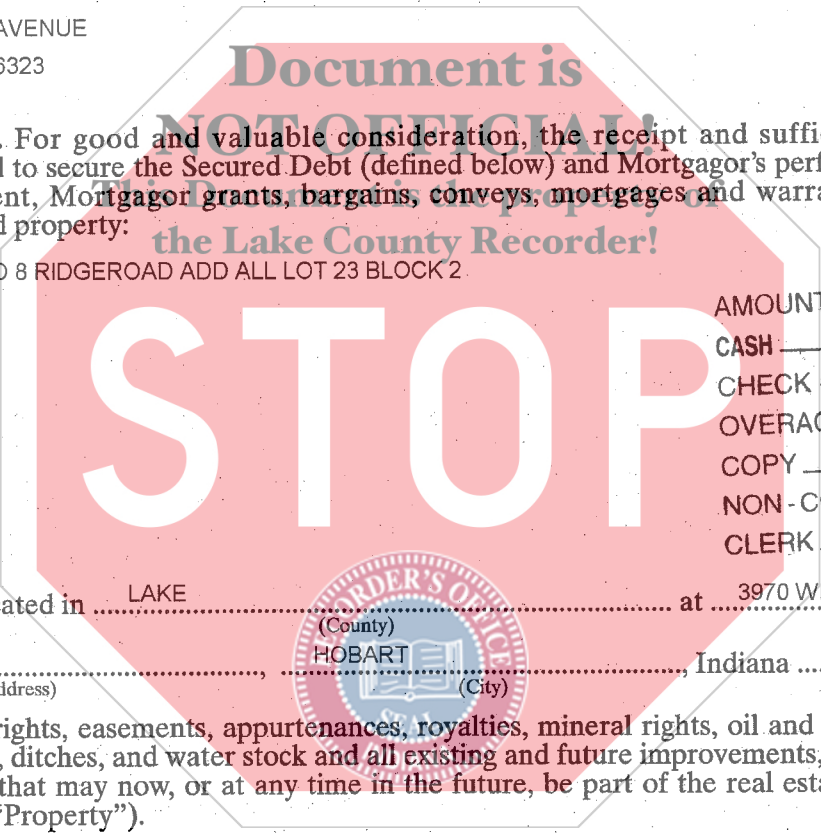 AVENUE
6323
Document is
NOT OFFICIAL!
. For good and valuable consideration, the receipt and suffi
d to secure the Secured Debt (defined below) and Mortgagor's perf
This Document is the property of
ent, Mortgagor grants, bargains, conveys, mortgages and warra
d property:
the Lake County Recorder!
8 RIDGEROAD ADD ALL LOT 23 BLOCK 2
STOP
AMOUNT
CASH
CHECK
OVERAG
COPY
NON-CO
CLERK
ated in LAKE at 3970 W
(County)
HOBART, Indiana
ddress) (City)
RECORDER'S OFFICE
SEAL
rights, easements, appurtenances, royalties, mineral rights, oil and
, ditches, and water stock and all existing and future improvements,
that may now, or at any time in the future, be part of the real esta
"Property").